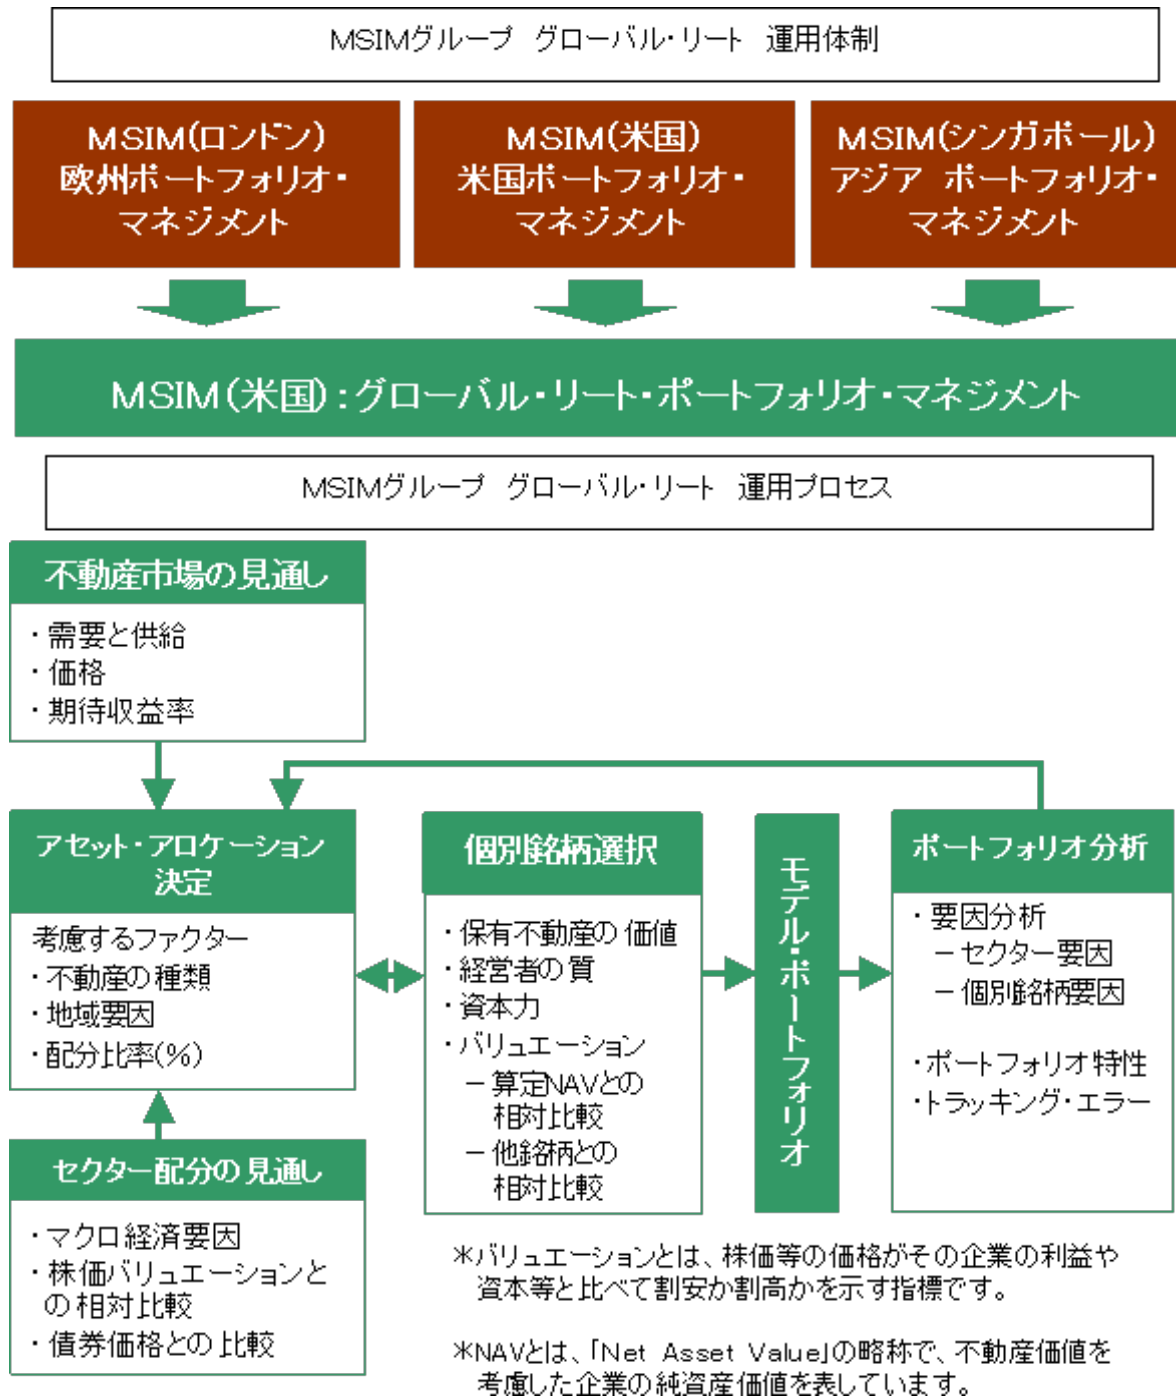 MSIMグループ グローバル・リート 運用体制
MSIM(ロンドン)
欧州ポートフォリオ・
マネジメント
MSIM(米国)
米国ポートフォリオ・
マネジメント
MSIM(シンガポール)
アジア ポートフォリオ・
マネジメント
MSIM(米国):グローバル・リート・ポートフォリオ・マネジメント
MSIMグループ グローバル・リート 運用プロセス
不動産市場の見通し
・需要と供給
・価格
・期待収益率
アセット・アロケーション
決定
考慮するファクター
・不動産の種類
・地域要因
・配分比率(%)
セクター配分の見通し
・マクロ経済要因
・株価バリュエーションと
の相対比較
・債券価格との比較
個別銘柄選択
・保有不動産の価値
・経営者の質
・資本力
・バリュエーション
－算定NAVとの
相対比較
－他銘柄との
相対比較
モデル・ポートフォリオ
ポートフォリオ分析
・要因分析
－セクター要因
－個別銘柄要因
・ポートフォリオ特性
・トラッキング・エラー
*バリュエーションとは、株価等の価格がその企業の利益や
資本等と比べて割安か割高かを示す指標です。
*NAVとは、「Net Asset Value」の略称で、不動産価値を
考慮した企業の純資産価値を表しています。